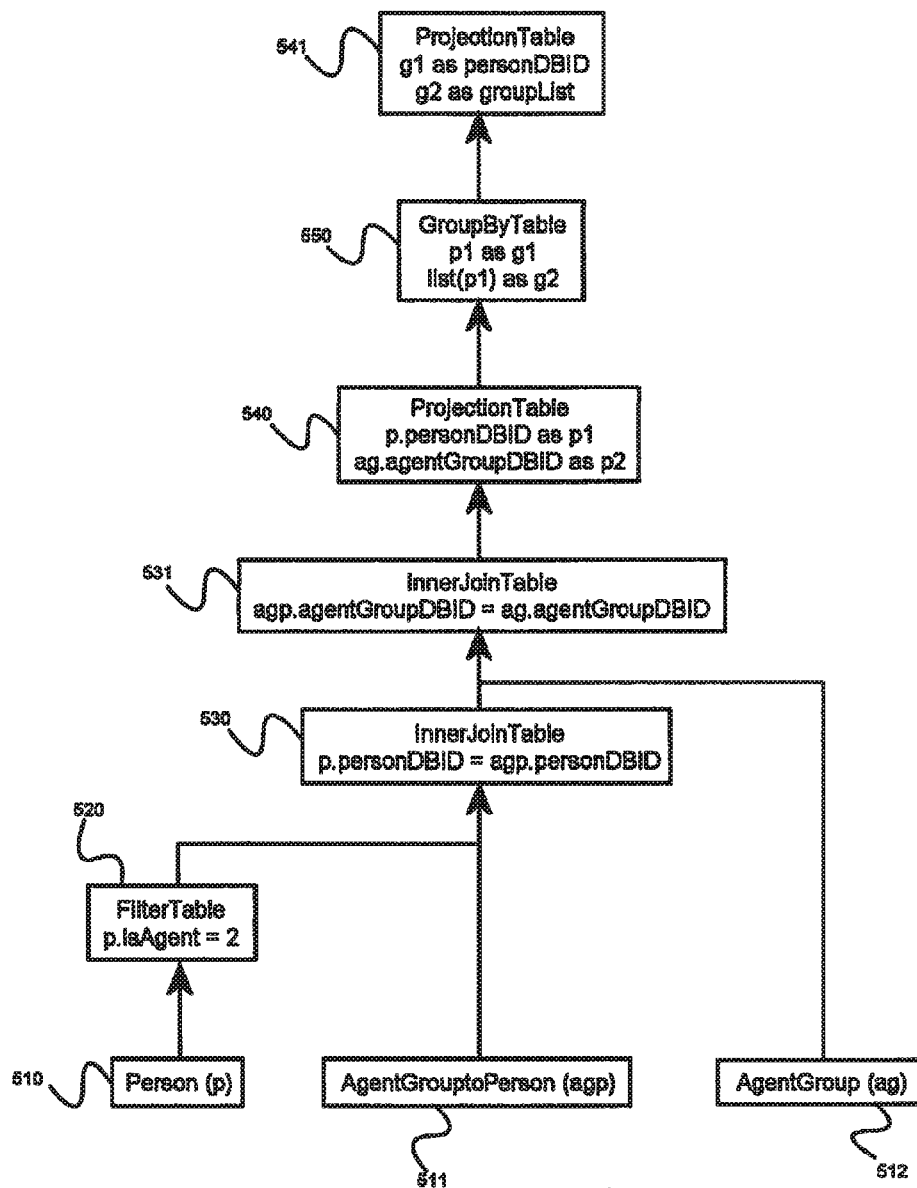 541
ProjectionTable
g1 as personDBID
g2 as groupList
550
GroupByTable
p1 as g1
list(p1) as g2
540
ProjectionTable
p.personDBID as p1
ag.agentGroupDBID as p2
531
InnerJoinTable
agp.agentGroupDBID = ag.agentGroupDBID
530
InnerJoinTable
p.personDBID = agp.personDBID
520
FilterTable
p.isAgent = 2
510
Person (p)
AgentGrouptoPerson (agp)
AgentGroup (ag)
511
512